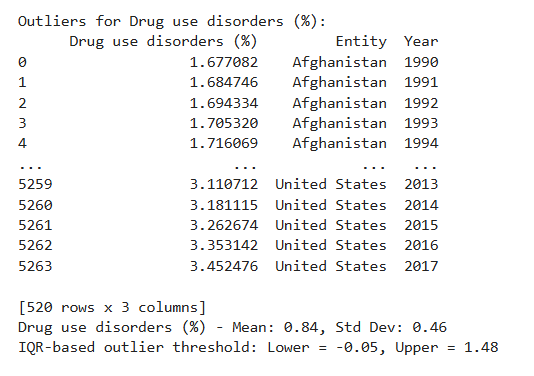 Outliers for Drug use disorders (%):
Drug use disorders (%) Entity Year
0 1.677082 Afghanistan 1990
1 1.684746 Afghanistan 1991
2 1.694334 Afghanistan 1992
3 1.705320 Afghanistan 1993
4 1.716069 Afghanistan 1994
... ... ... ...
5259 3.110712 United States 2013
5260 3.181115 United States 2014
5261 3.262674 United States 2015
5262 3.353142 United States 2016
5263 3.452476 United States 2017
[520 rows x 3 columns]
Drug use disorders (%) - Mean: 0.84, Std Dev: 0.46
IQR-based outlier threshold: Lower = -0.05, Upper = 1.48